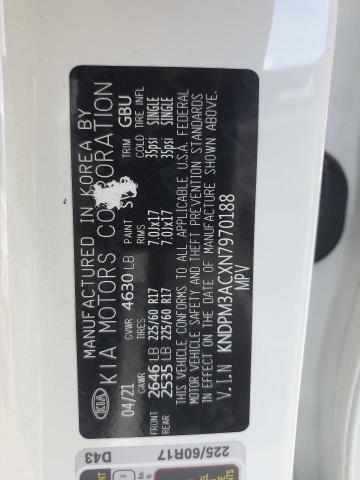 KIA
MANUFACTURED IN KOREA BY
KIA MOTORS CORPORATION
04/21 GVWR 4630 LB PAINT TRIM GBU
TIRES RIMS COLD TIRE INFL
FRONT 2646 LB 225/60 R17 7.0Jx17 35psi SINGLE
REAR 2535 LB 225/60 R17 7.0Jx17 35psi SINGLE
THIS VEHICLE CONFORMS TO ALL APPLICABLE U.S.A. FEDERAL
MOTOR VEHICLE SAFETY AND THEFT PREVENTION STANDARDS
IN EFFECT ON THE DATE OF MANUFACTURE SHOWN ABOVE.
V.I.N KNDPM3ACXN7970188
MPV
D43
225/60R17